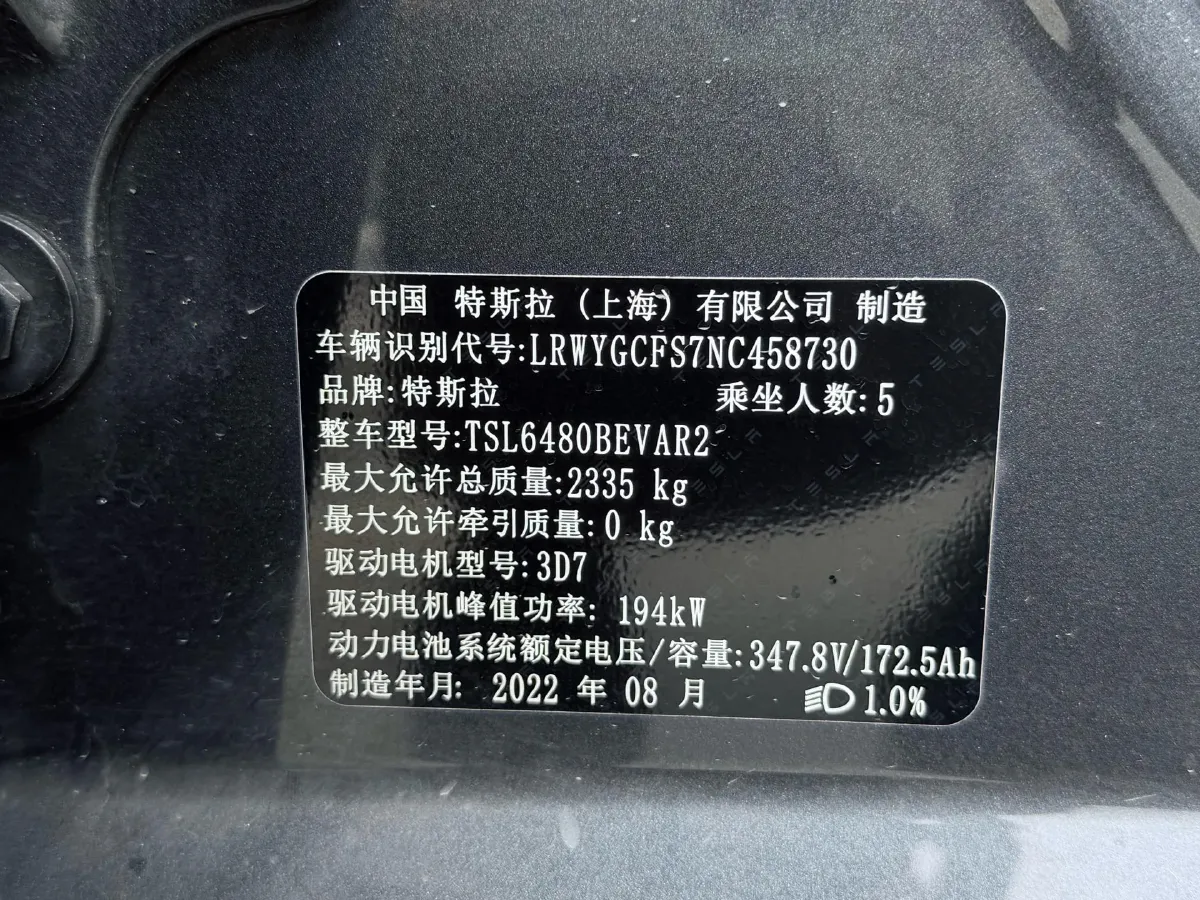 中国 特斯拉 (上海) 有限公司 制造
车辆识别代号:LRWYGCFS7NC458730
品牌:特斯拉 乘坐人数:5
整车型号:TSL6480BEVAR2
最大允许总质量:2335 kg
最大允许牵引质量:0 kg
驱动电机型号:3D7
驱动电机峰值功率: 194kW
动力电池系统额定电压/容量:347.8V/172.5Ah
制造年月: 2022 年 08 月 1.0%